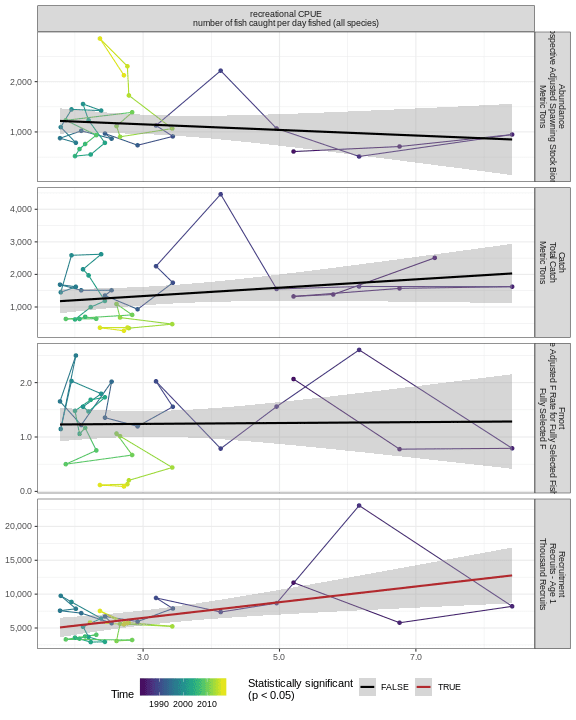 recreational CPUE
number of fish caught per day fished (all species)
2,000
1,000
Abundance
Adjusted Spawning Stock
Metric Tons
4,000
3,000
2,000
1,000
Catch
Total Catch
Metric Tons
2.0
1.0
0.0
Fmort
Adjusted F Rate for Fully Selected Fish
Fully Selected F
20,000
15,000
10,000
5,000
Recruitment
Recruits - Age 1
Thousand Recruits
3.0 5.0 7.0
Time
1990 2000 2010
Statistically significant
(p < 0.05)
FALSE
TRUE